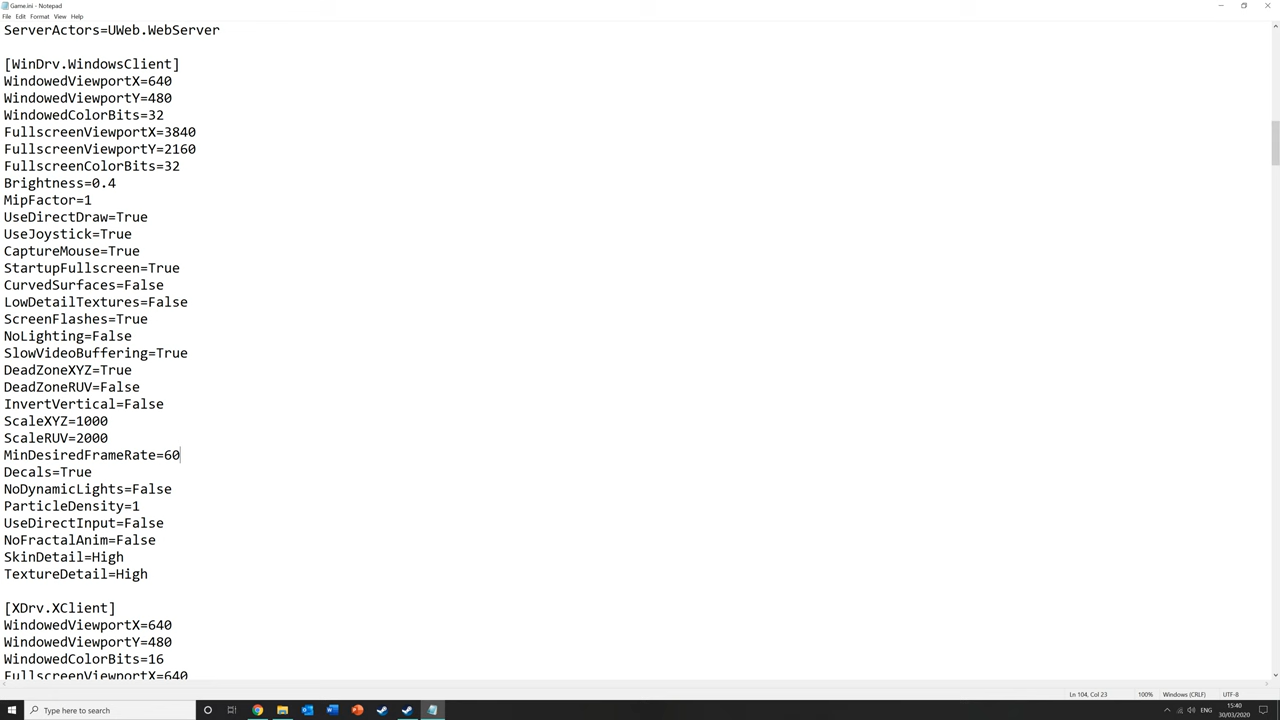 Game.ini - Notepad
File Edit Format View Help
ServerActors=UWeb.WebServer
[WinDrv.WindowsClient]
WindowedViewportX=640
WindowedViewportY=480
WindowedColorBits=32
FullscreenViewportX=3840
FullscreenViewportY=2160
FullscreenColorBits=32
Brightness=0.4
MipFactor=1
UseDirectDraw=True
UseJoystick=True
CaptureMouse=True
StartupFullscreen=True
CurvedSurfaces=False
LowDetailTextures=False
ScreenFlashes=True
NoLighting=False
SlowVideoBuffering=True
DeadZoneXYZ=True
DeadZoneRUV=False
InvertVertical=False
ScaleXYZ=1000
ScaleRUV=2000
MinDesiredFrameRate=60
Decals=True
NoDynamicLights=False
ParticleDensity=1
UseDirectInput=False
NoFractalAnim=False
SkinDetail=High
TextureDetail=High
[XDrv.XClient]
WindowedViewportX=640
WindowedViewportY=480
WindowedColorBits=16
FullscreenViewportX=640
Ln 104, Col 23 100% Windows (CRLF) UTF-8
Type here to search
ENG
15:40
30/03/2020